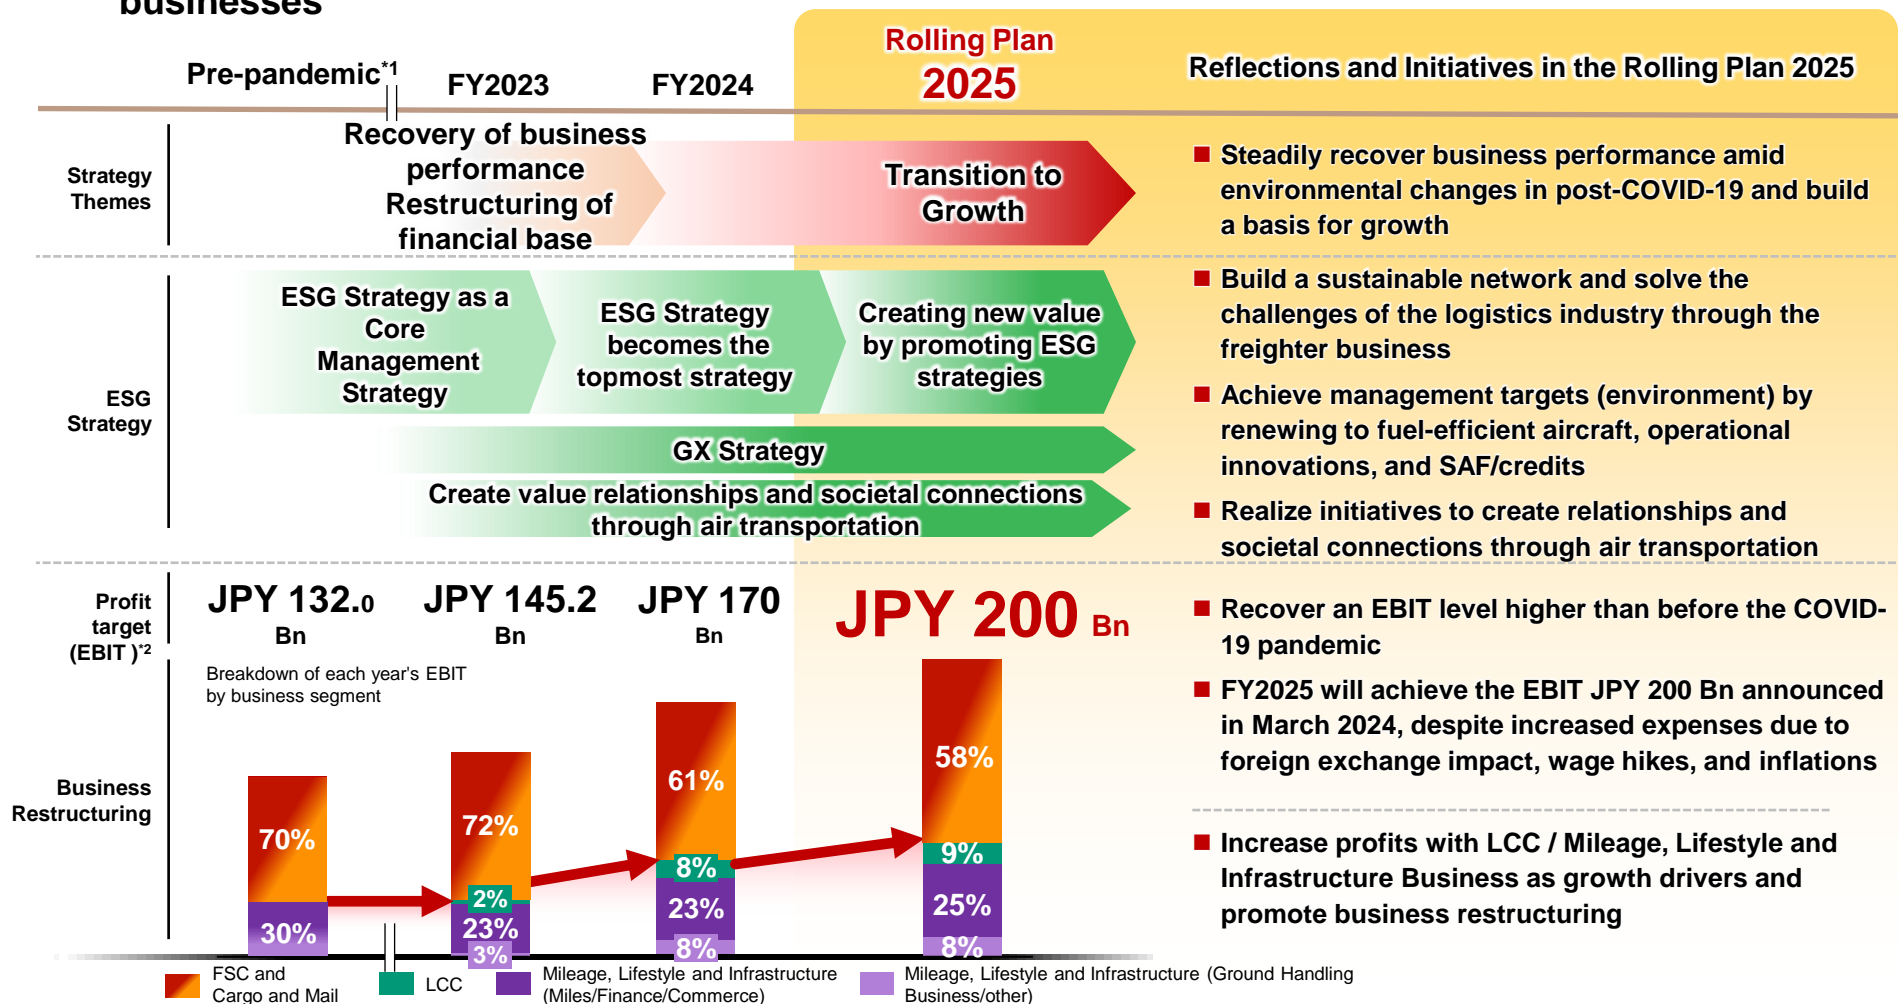 businesses
Pre-pandemic*1
FY2023
FY2024
Rolling Plan
2025
Reflections and Initiatives in the Rolling Plan 2025
Strategy
Themes
Recovery of business
performance
Restructuring of
financial base
Transition to
Growth
■ Steadily recover business performance amid
environmental changes in post-COVID-19 and build
a basis for growth
ESG
Strategy
ESG Strategy as a
Core
Management
Strategy
ESG Strategy
becomes the
topmost strategy
Creating new value
by promoting ESG
strategies
GX Strategy
Create value relationships and societal connections
through air transportation
■ Build a sustainable network and solve the
challenges of the logistics industry through the
freighter business
■ Achieve management targets (environment) by
renewing to fuel-efficient aircraft, operational
innovations, and SAF/credits
■ Realize initiatives to create relationships and
societal connections through air transportation
Profit
target
(EBIT )*2
JPY 132.0
Bn
JPY 145.2
Bn
JPY 170
Bn
JPY 200 Bn
■ Recover an EBIT level higher than before the COVID-
19 pandemic
■ FY2025 will achieve the EBIT JPY 200 Bn announced
in March 2024, despite increased expenses due to
foreign exchange impact, wage hikes, and inflations
Breakdown of each year's EBIT
by business segment
Business
Restructuring
70%
30%
72%
2%
23%
3%
61%
8%
23%
8%
58%
9%
25%
8%
■ Increase profits with LCC / Mileage, Lifestyle and
Infrastructure Business as growth drivers and
promote business restructuring
FSC and
Cargo and Mail
LCC
Mileage, Lifestyle and Infrastructure
(Miles/Finance/Commerce)
Mileage, Lifestyle and Infrastructure (Ground Handling
Business/other)